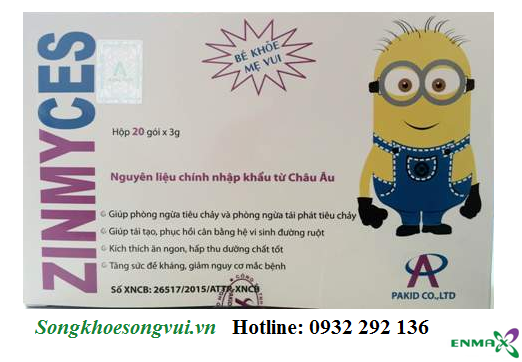 ZINMYCES
PAKID
BÉ KHỎE
MẸ VUI
Hộp 20 gói x 3g
Nguyên liệu chính nhập khẩu từ Châu Âu
Giúp phòng ngừa tiêu chảy và phòng ngừa tái phát tiêu chảy
Giúp tái tạo, phục hồi cân bằng hệ vi sinh đường ruột
Kích thích ăn ngon, hấp thu dưỡng chất tốt
Tăng sức đề kháng, giảm nguy cơ mắc bệnh
Số XNCB: 26517/2015/ATTP-XNCB
PAKID CO.,LTD
Songkhoesongvui.vn Hotline: 0932 292 136
ENMAX